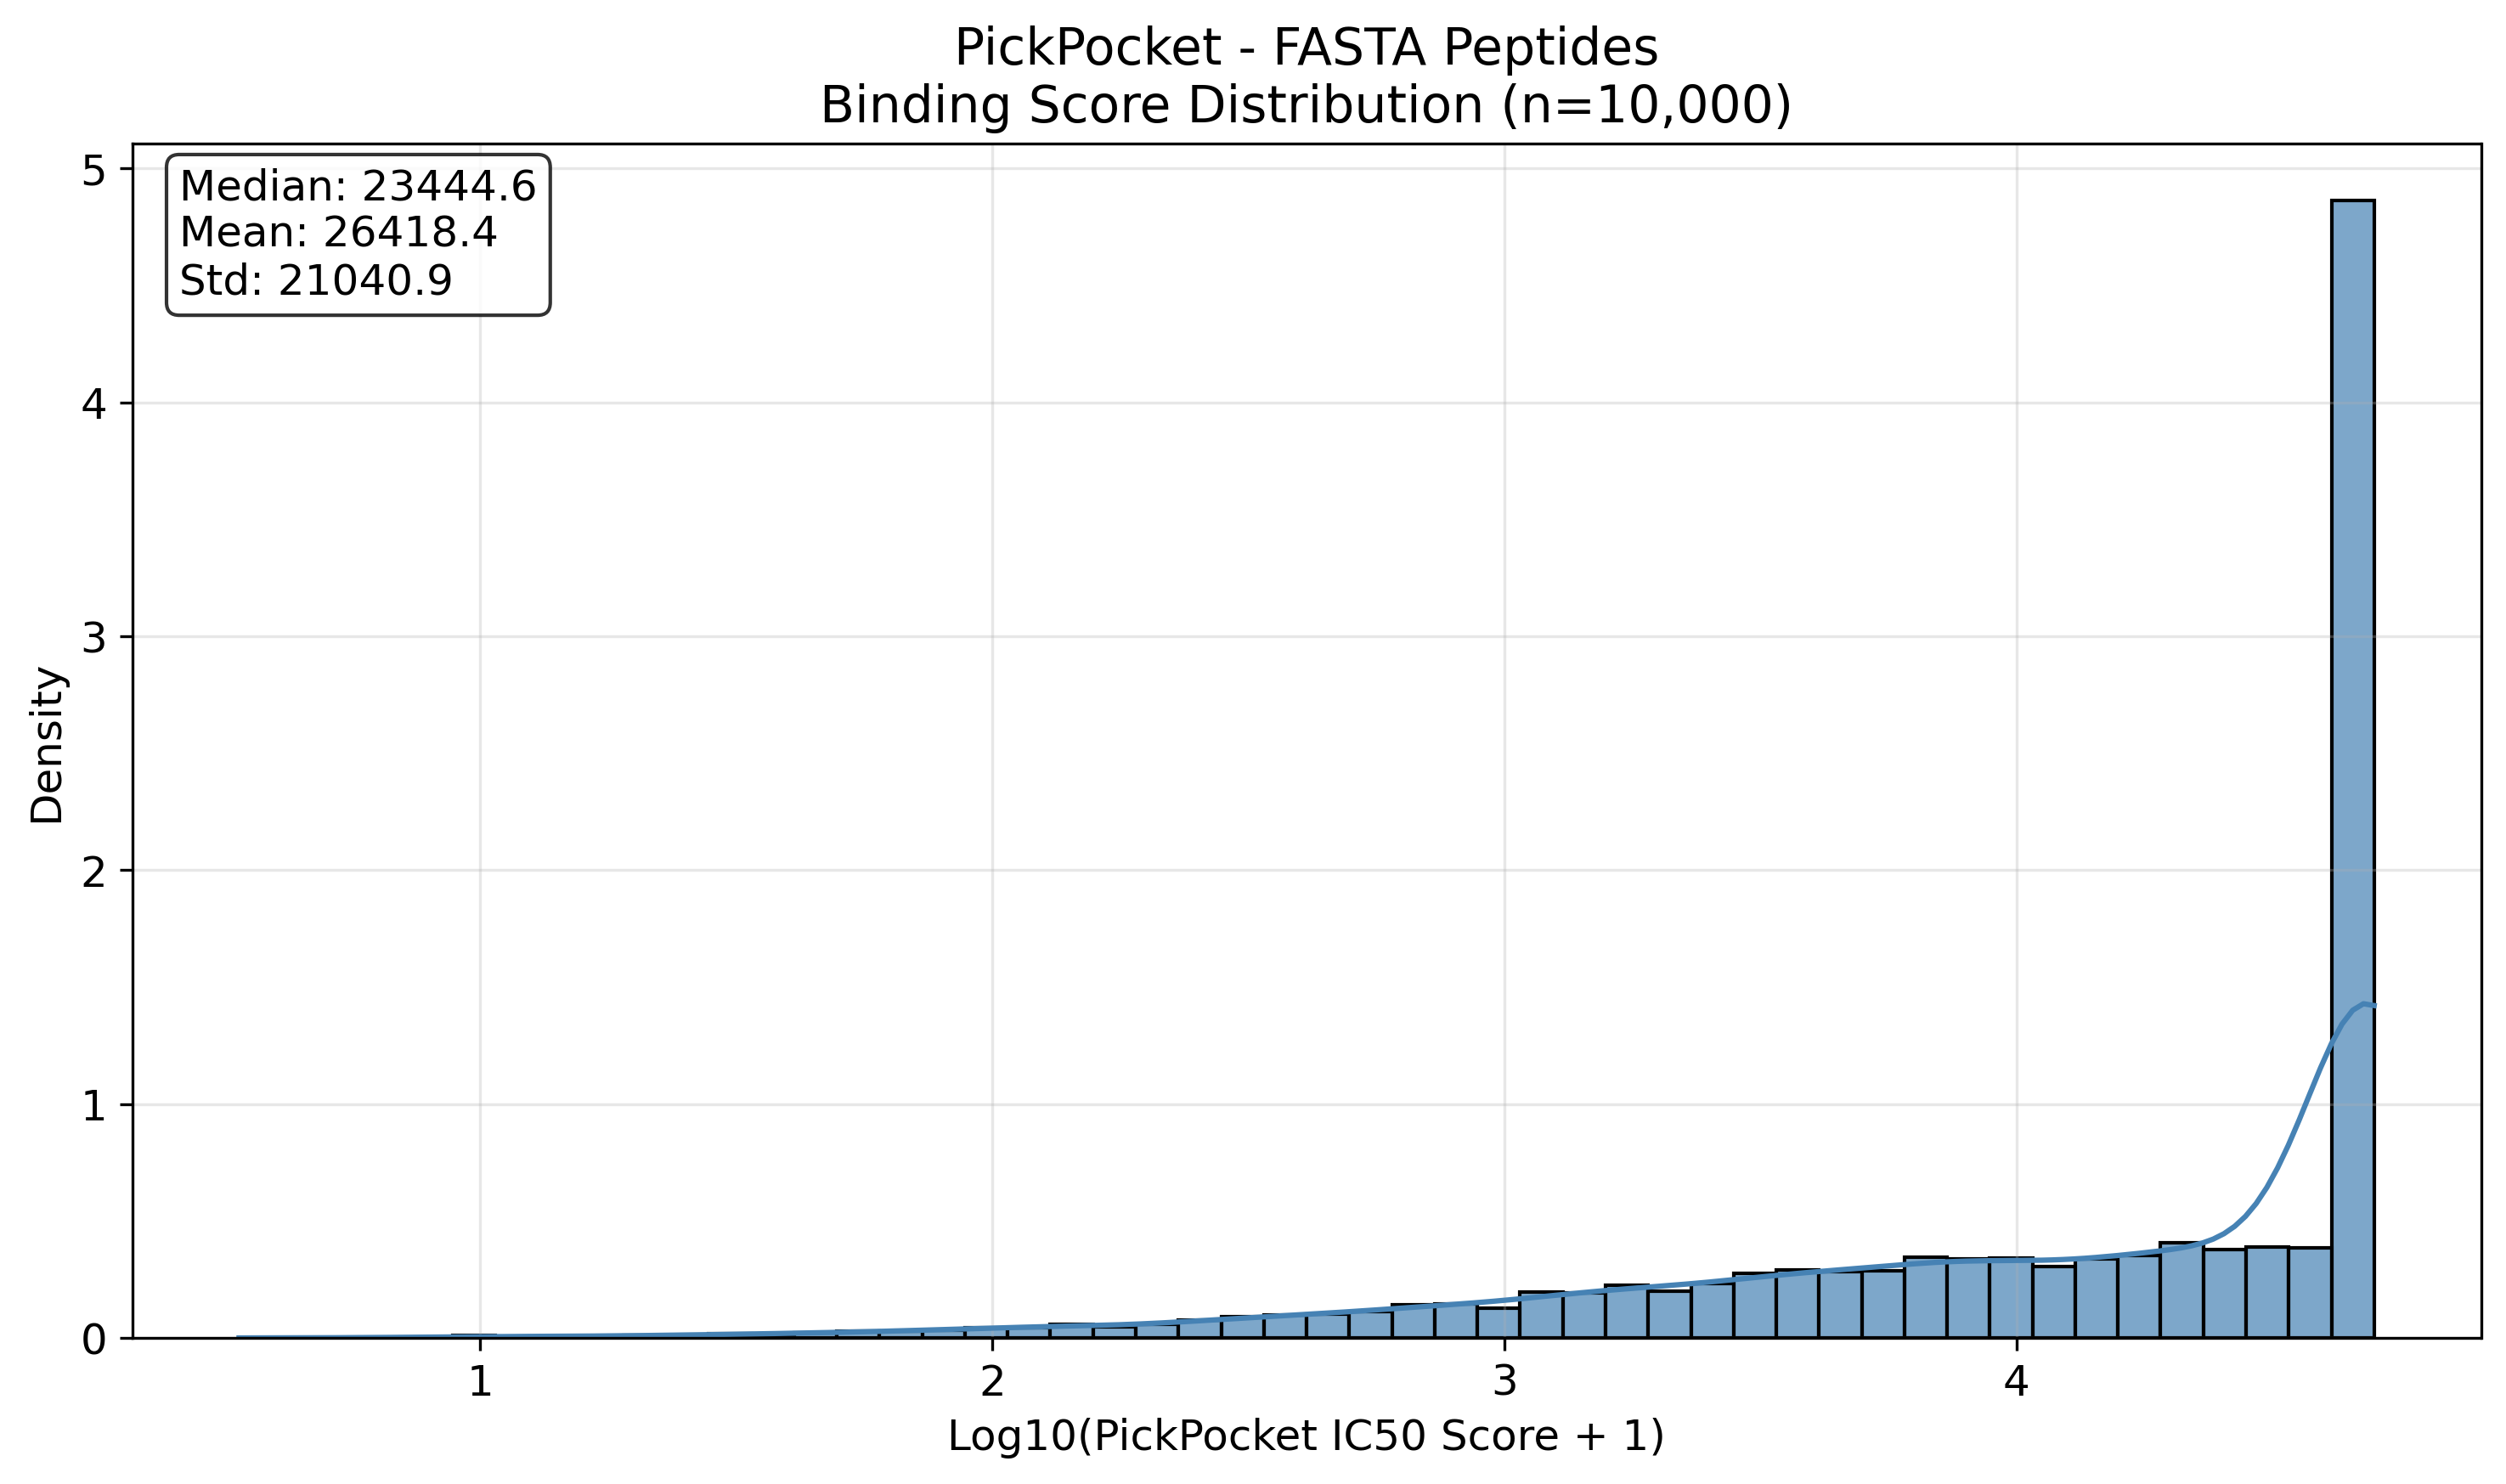 PickPocket - FASTA Peptides
Binding Score Distribution (n=10,000)
Median: 23444.6
Mean: 26418.4
Std: 21040.9
5
4
3
2
1
0
Density
1 2 3 4
Log10(PickPocket IC50 Score + 1)